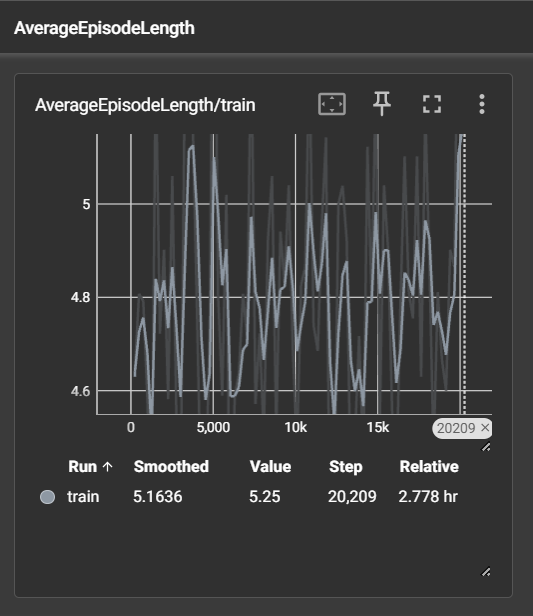 AverageEpisodeLength
AverageEpisodeLength/train
5
4.8
4.6
0 5,000 10k 15k 20209 ×
Run ↑ Smoothed Value Step Relative
train 5.1636 5.25 20,209 2.778 hr